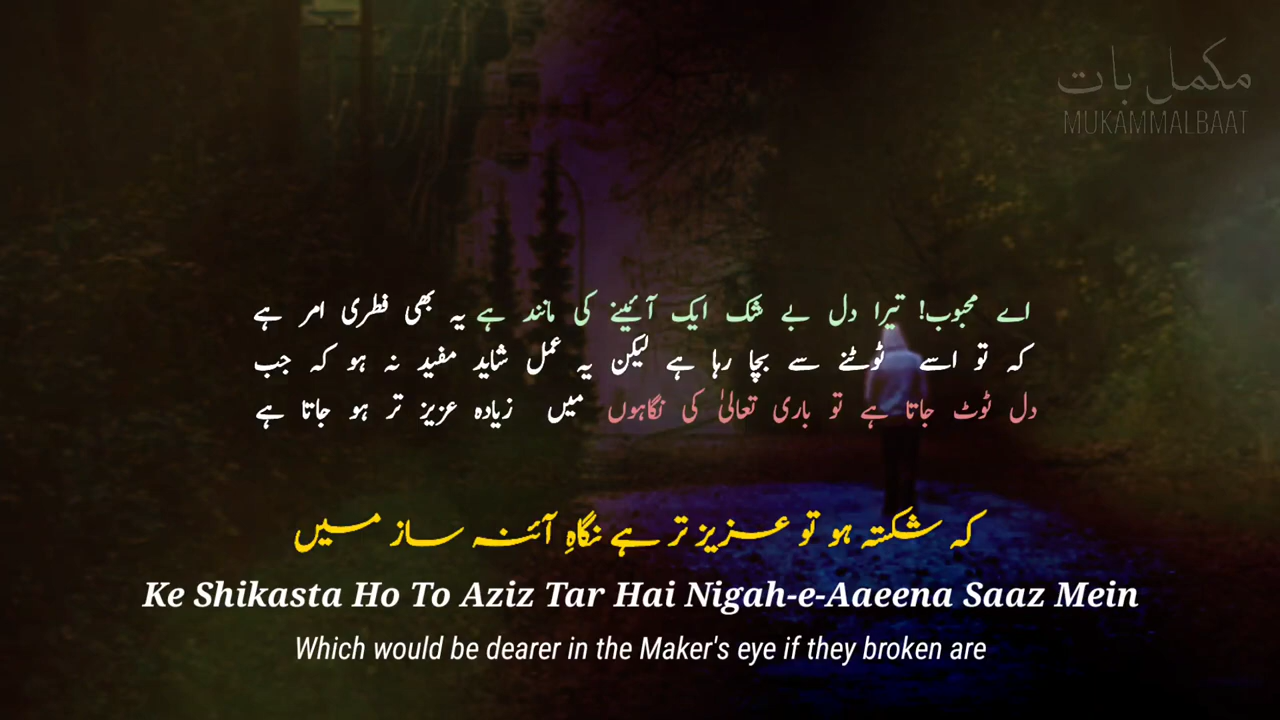 مکمل بات
MUKAMMALBAAT
اے محبوب! تیرا دل بے شک ایک آئینے کی مانند ہے یہ بھی فطری امر ہے
کہ تو اسے ٹوٹنے سے بچا رہا ہے لیکن یہ عمل شاید مفید نہ ہو کہ جب
دل ٹوٹ جاتا ہے تو باری تعالیٰ کی نگاہوں میں زیادہ عزیز تر ہو جاتا ہے
کہ شکستہ ہو تو عزیز تر ہے نگاہِ آئنہ ساز میں
Ke Shikasta Ho To Aziz Tar Hai Nigah-e-Aaeena Saaz Mein
Which would be dearer in the Maker's eye if they broken are